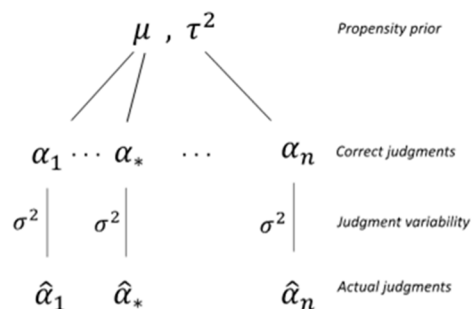 μ , τ² Propensity prior
α₁ ··· α* ··· αₙ Correct judgments
σ² σ² σ² Judgment variability
α̂₁ α̂* α̂ₙ Actual judgments